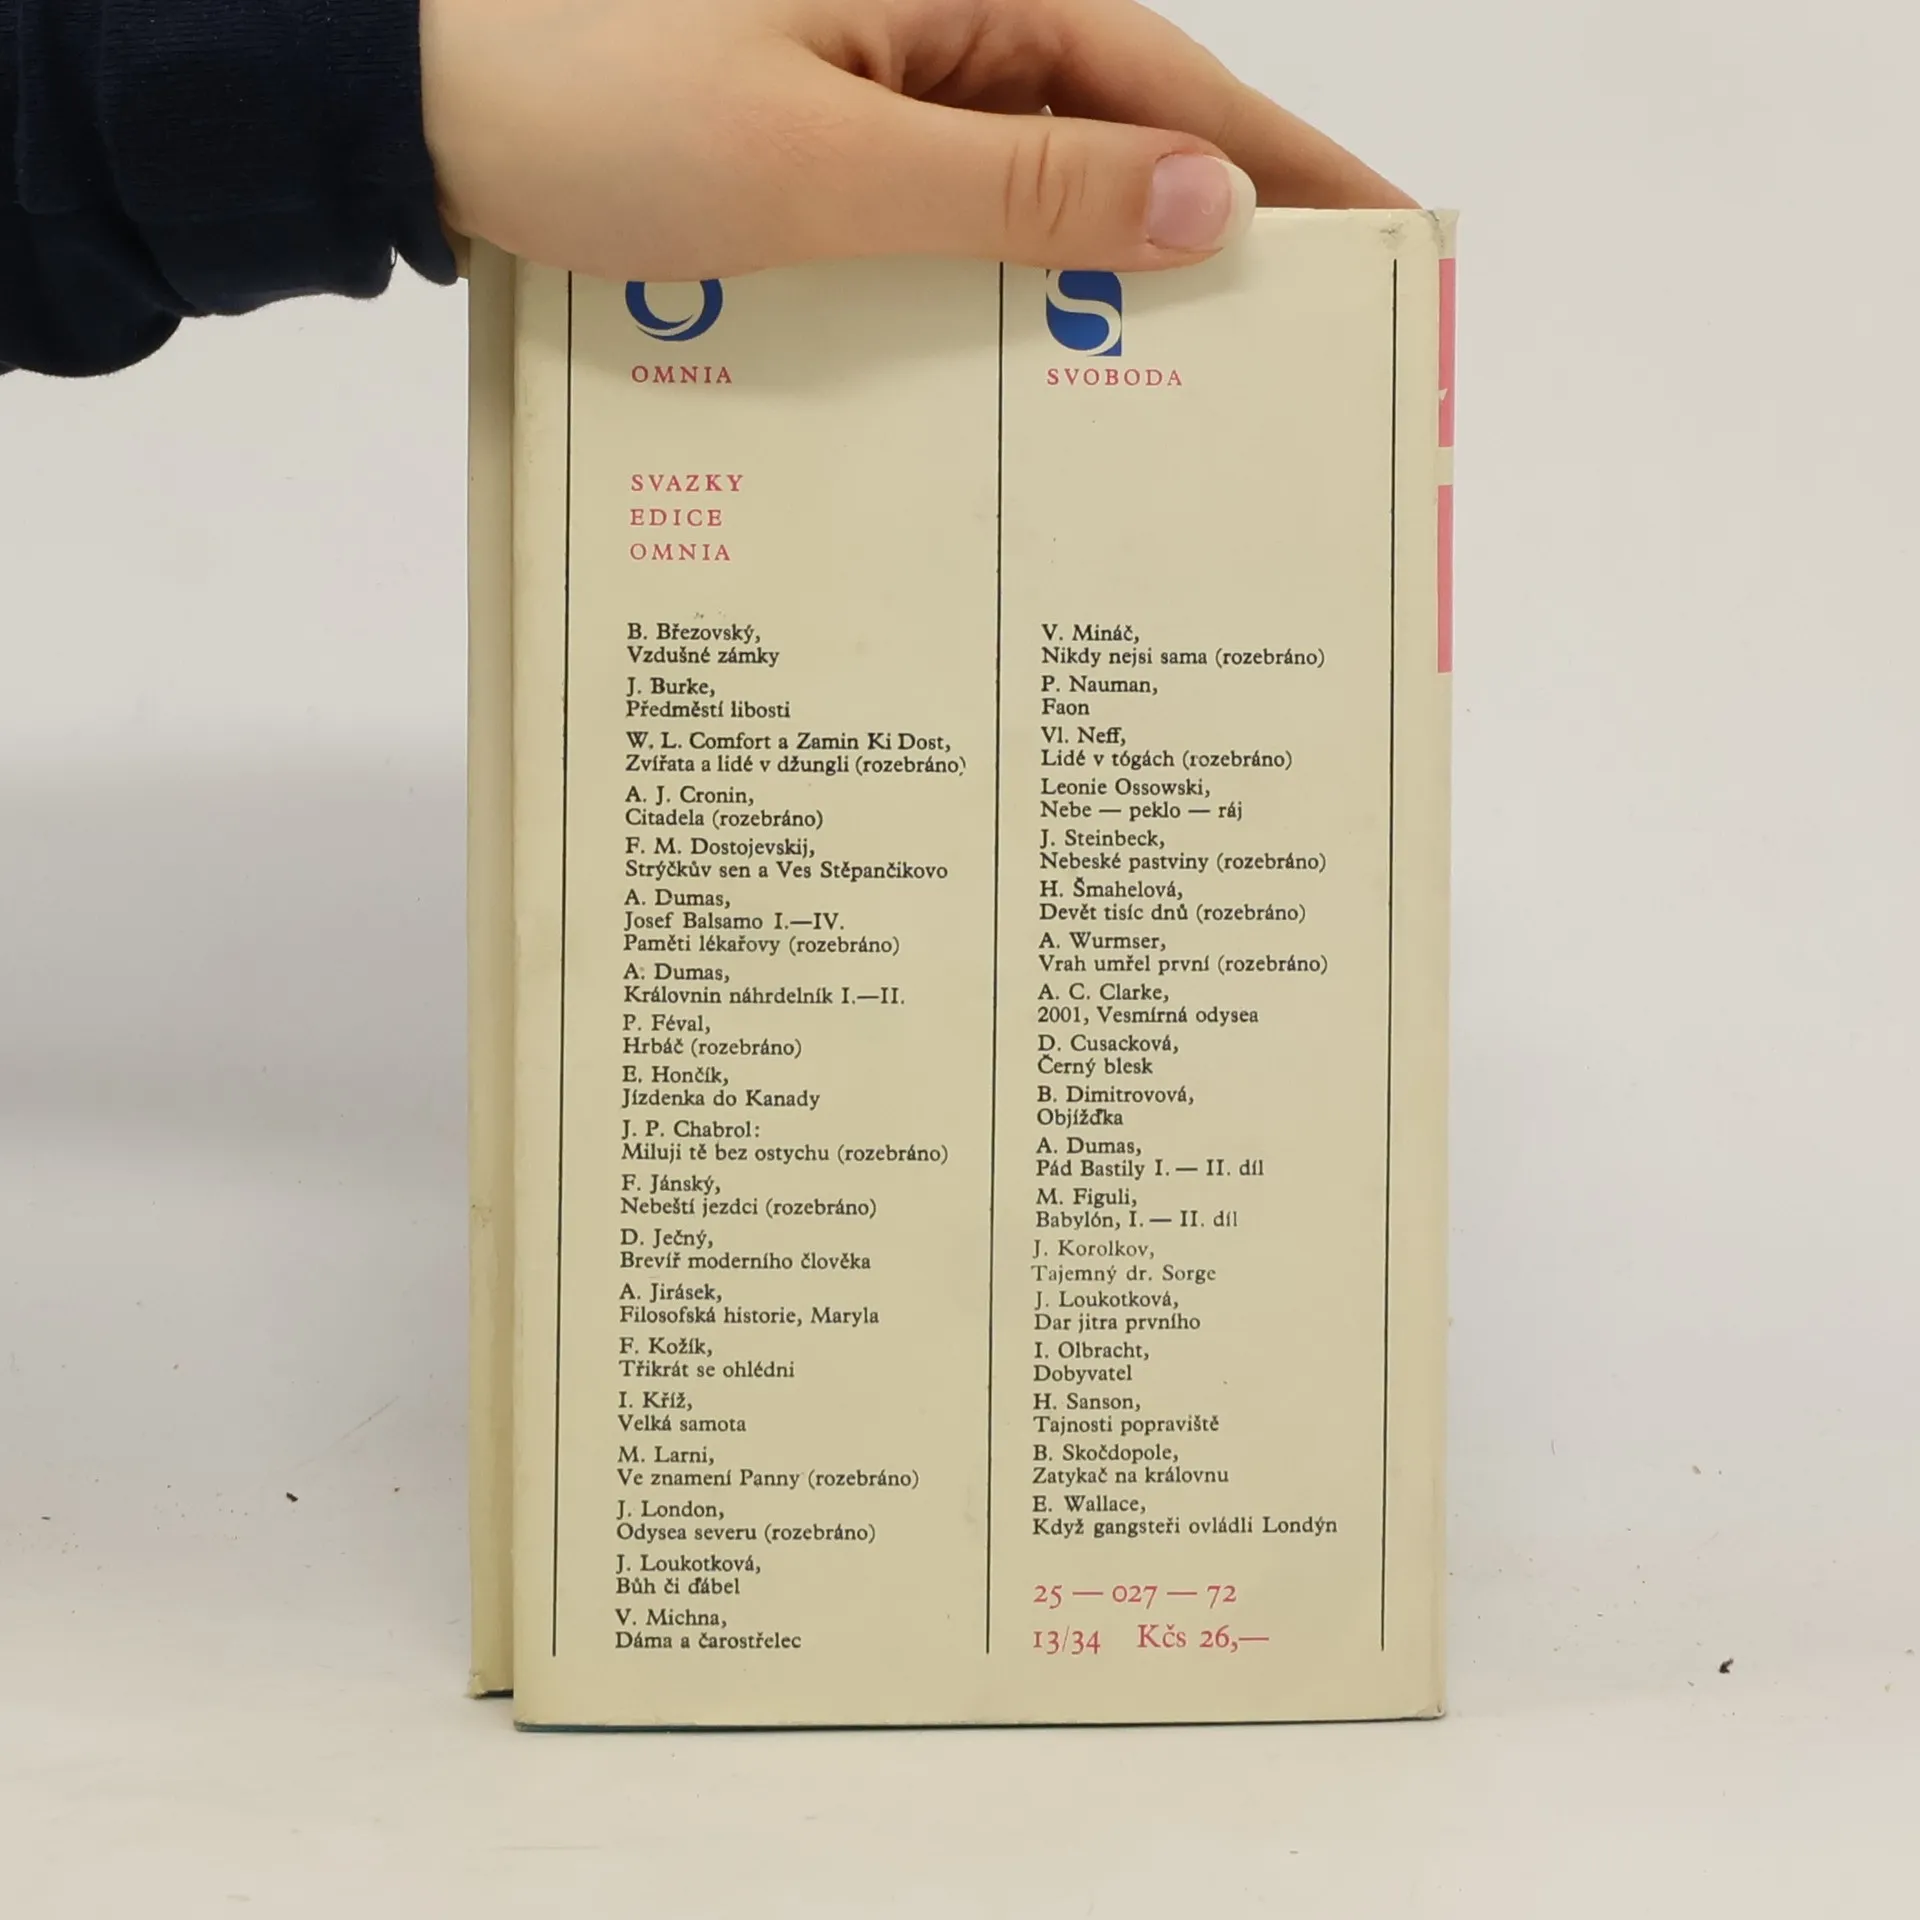 OMNIA
SVAZKY
EDICE
OMNIA
B. Březovský,
Vzdušné zámky
J. Burke,
Předměstí libosti
W. L. Comfort a Zamin Ki Dost,
Zvířata a lidé v džungli (rozebráno)
A. J. Cronin,
Citadela (rozebráno)
F. M. Dostojevskij,
Strýčkův sen a Ves Stěpančikovo
A. Dumas,
Josef Balsamo I.—IV.
Paměti lékařovy (rozebráno)
A. Dumas,
Královnin náhrdelník I.—II.
P. Féval,
Hrbáč (rozebráno)
E. Hončík,
Jízdenka do Kanady
J. P. Chabrol:
Miluji tě bez ostychu (rozebráno)
F. Jánský,
Nebeští jezdci (rozebráno)
D. Ječný,
Brevíř moderního člověka
A. Jirásek,
Filosofská historie, Maryla
F. Kožík,
Třikrát se ohlédni
I. Kříž,
Velká samota
M. Larni,
Ve znamení Panny (rozebráno)
J. London,
Odysea severu (rozebráno)
J. Loukotková,
Bůh či ďábel
V. Michna,
Dáma a čarostřelec
SVOBODA
V. Mináč,
Nikdy nejsi sama (rozebráno)
P. Nauman,
Faon
Vl. Neff,
Lidé v tógách (rozebráno)
Leonie Ossowski,
Nebe — peklo — ráj
J. Steinbeck,
Nebeské pastviny (rozebráno)
H. Šmahelová,
Devět tisíc dnů (rozebráno)
A. Wurmser,
Vrah umřel první (rozebráno)
A. C. Clarke,
2001, Vesmírná odysea
D. Cusacková,
Černý blesk
B. Dimitrovová,
Objížďka
A. Dumas,
Pád Bastily I. — II. díl
M. Figuli,
Babylón, I. — II. díl
J. Korolkov,
Tajemný dr. Sorge
J. Loukotková,
Dar jitra prvního
I. Olbracht,
Dobyvatel
H. Sanson,
Tajnosti popraviště
B. Skočdopole,
Zatykač na královnu
E. Wallace,
Když gangsteři ovládli Londýn
25 — 027 — 72
13/34 Kčs 26,—